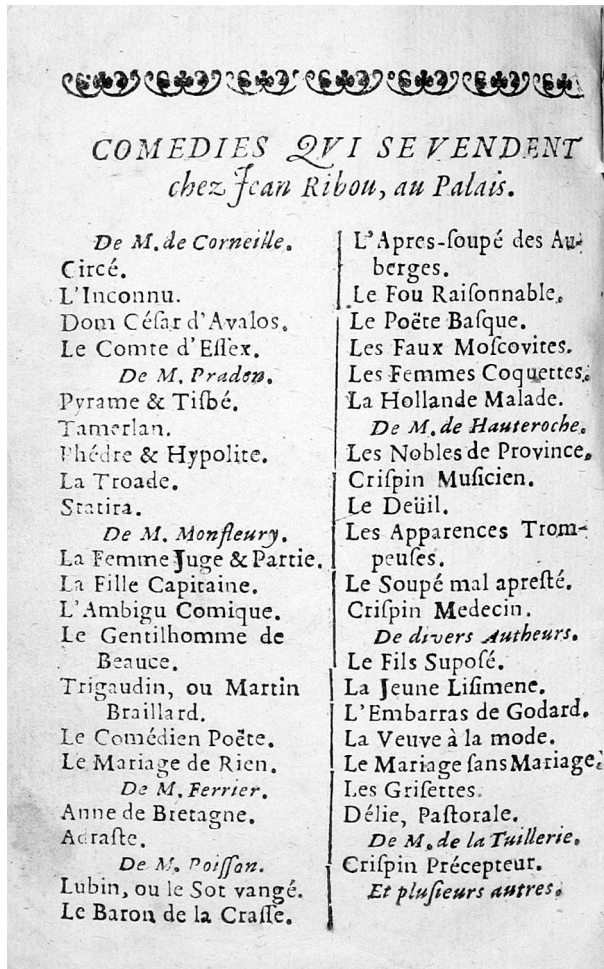 COMEDIES QVI SE VENDENT
chez Jean Ribou, au Palais.
De M. de Corneille.
Circé.
L'Inconnu.
Dom Céſar d'Avalos.
Le Comte d'Eſſex.
De M. Pradon.
Pyrame & Tiſbé.
Tamerlan.
Phédre & Hypolite.
La Troade.
Statira.
De M. Monfleury.
La Femme Juge & Partie.
La Fille Capitaine.
L'Ambigu Comique.
Le Gentilhomme de
Beauce.
Trigaudin, ou Martin
Braillard.
Le Comédien Poëte.
Le Mariage de Rien.
De M. Ferrier.
Anne de Bretagne.
Adraſte.
De M. Poiſſon.
Lubin, ou le Sot vangé.
Le Baron de la Craſſe.
L'Apres-ſoupé des Au-
berges.
Le Fou Raiſonnable.
Le Poëte Baſque.
Les Faux Moſcovites.
Les Femmes Coquettes.
La Hollande Malade.
De M. de Hauteroche.
Les Nobles de Province.
Criſpin Muſicien.
Le Deüil.
Les Apparences Trom-
peuſes.
Le Soupé mal apreſté.
Criſpin Medecin.
De divers Autheurs.
Le Fils Supoſé.
La Jeune Liſimene.
L'Embarras de Godard.
La Veuve à la mode.
Le Mariage ſans Mariage.
Les Griſettes.
Délie, Paſtorale.
De M. de la Tuillerie.
Criſpin Précepteur.
Et pluſieurs autres.